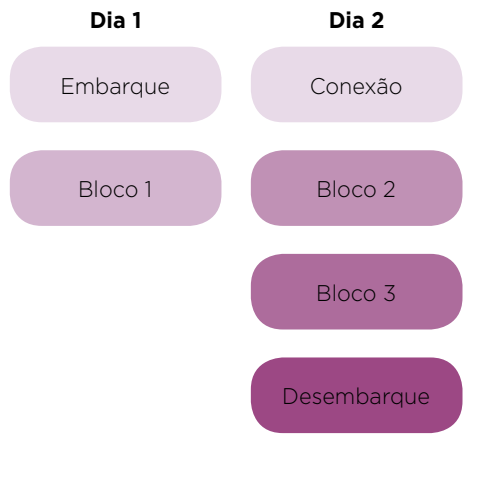 Dia 1
Embarque
Bloco 1
Dia 2
Conexão
Bloco 2
Bloco 3
Desembarque